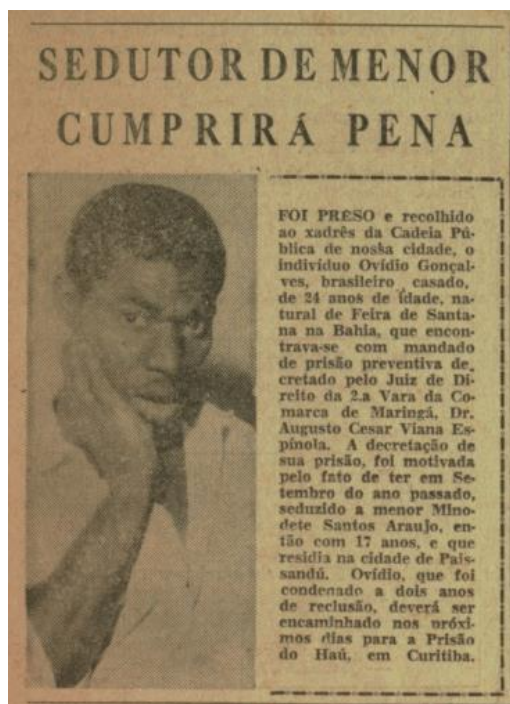 SEDUTOR DE MENOR
CUMPRIRÁ PENA
FOI PRÊSO e recolhido
ao xadrês da Cadeia Pú-
blica de nossa cidade, o
indivíduo Ovídio Gonçal-
ves, brasileiro casado,
de 24 anos de idade, na-
tural de Feira de Santa-
na na Bahia, que encon-
trava-se com mandado
de prisão preventiva de-
cretado pelo Juiz de Di-
reito da 2.a Vara da Co-
marca de Maringá, Dr.
Augusto Cesar Viana Es-
pínola. A decretação de
sua prisão, foi motivada
pelo fato de ter em Se-
tembro do ano passado,
seduzido a menor Mino-
dete Santos Araujo, en-
tão com 17 anos, e que
residia na cidade de Pais-
sandú. Ovídio, que foi
condenado a dois anos
de reclusão, deverá ser
encaminhado nos próxi-
mos dias para a Prisão
do Haú, em Curitiba.